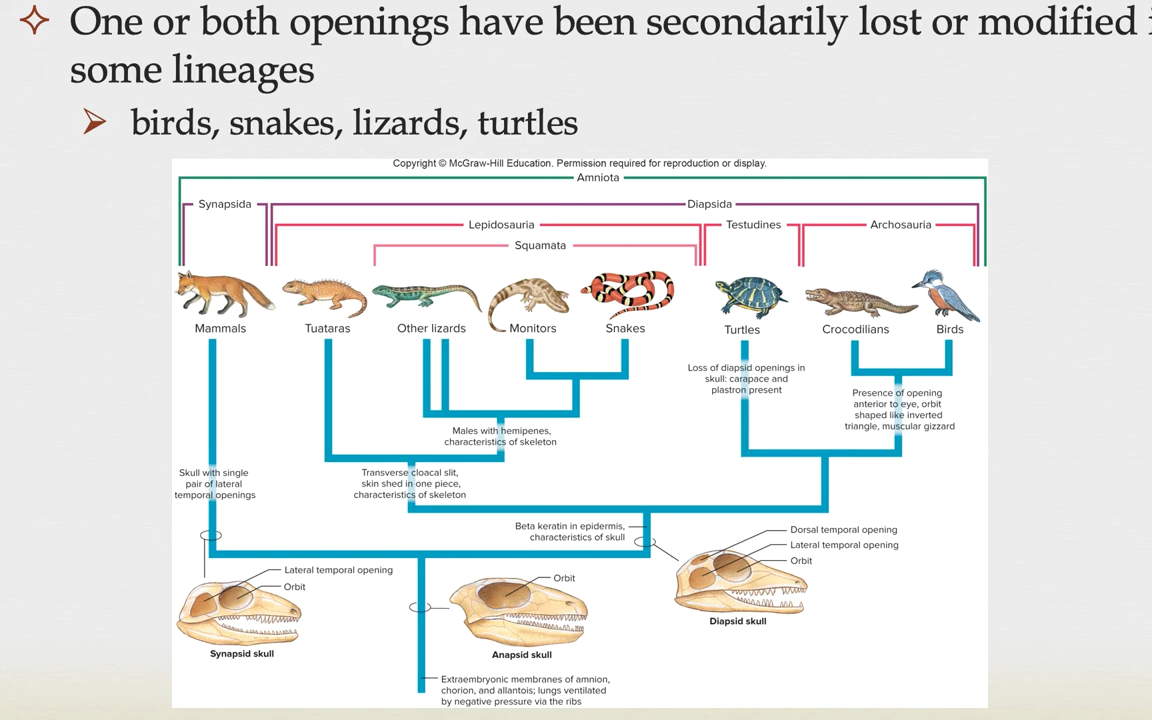 One or both openings have been secondarily lost or modified
some lineages
birds, snakes, lizards, turtles
Copyright © McGraw-Hill Education. Permission required for reproduction or display.
Amniota
Synapsida
Diapsida
Lepidosauria
Testudines
Archosauria
Squamata
Mammals
Tuataras
Other lizards
Monitors
Snakes
Turtles
Crocodilians
Birds
Loss of diapsid openings in
skull: carapace and
plastron present
Presence of opening
anterior to eye, orbit
shaped like inverted
triangle, muscular gizzard
Males with hemipenes,
characteristics of skeleton
Skull with single
pair of lateral
temporal openings
Transverse cloacal slit,
skin shed in one piece,
characteristics of skeleton
Beta keratin in epidermis,
characteristics of skull
Dorsal temporal opening
Lateral temporal opening
Orbit
Diapsid skull
Lateral temporal opening
Orbit
Synapsid skull
Orbit
Anapsid skull
Extraembryonic membranes of amnion,
chorion, and allantois; lungs ventilated
by negative pressure via the ribs